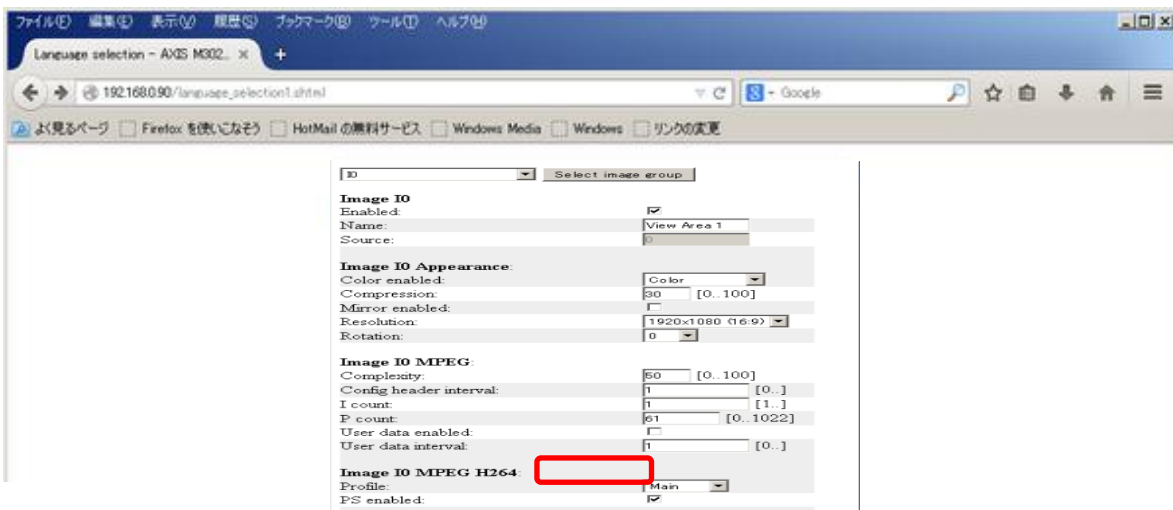 ファイル(F) 編集(E) 表示(V) 履歴(S) ブックマーク(B) ツール(T) ヘルプ(H)
Language selection - AXIS M302... ×
192.168.0.90/language_selection1.shtml
Google
よく見るページ Firefox を使いこなそう HotMail の無料サービス Windows Media Windows リンクの変更
I0 Select image group
Image I0
Enabled:
Name: View Area 1
Source: 0
Image I0 Appearance:
Color enabled: Color
Compression: 30 [0..100]
Mirror enabled:
Resolution: 1920x1080 (16:9)
Rotation: 0
Image I0 MPEG:
Complexity: 50 [0..100]
Config header interval: 1 [0..]
I count: 1 [1..]
P count: 61 [0..1022]
User data enabled:
User data interval: 1 [0..]
Image I0 MPEG H264:
Profile: Main
PS enabled: